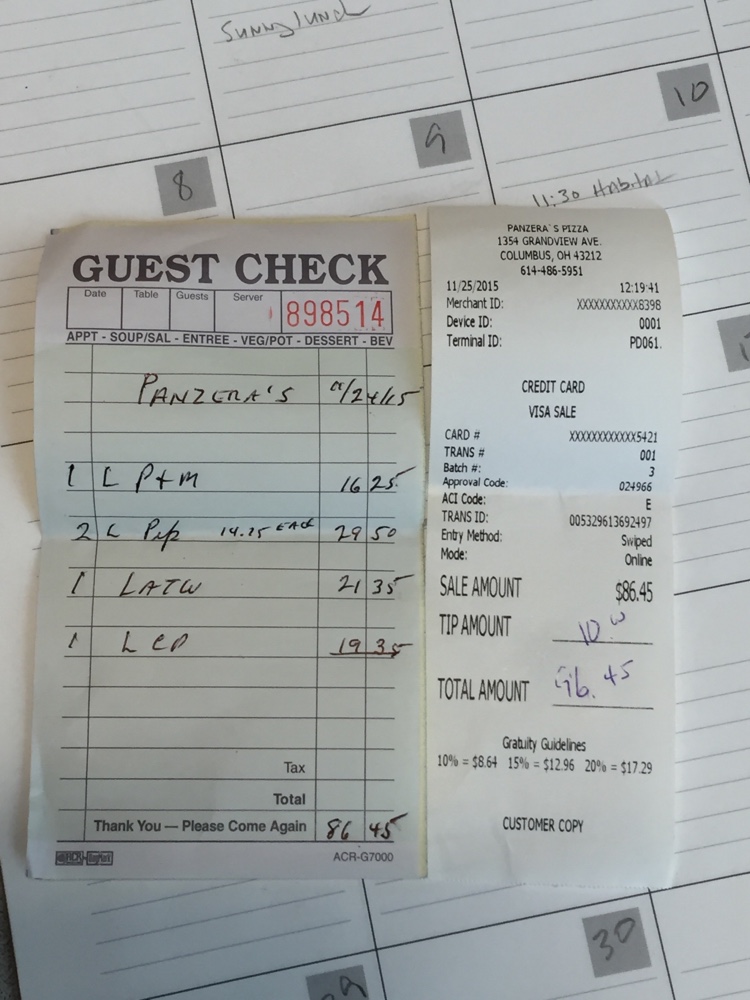 Sunnylund
8
9
10
11:30 Habitat
GUEST CHECK
Date Table Guests Server 898514
APPT - SOUP/SAL - ENTREE - VEG/POT - DESSERT - BEV
PANZERA'S 11/24/15
1 L P+M 16 25
2 L Pep 14.75 EACH 29 50
1 LATW 21 35
1 L CP 19 35
Tax
Total
Thank You — Please Come Again 86 45
ACR-G7000
PANZERA'S PIZZA
1354 GRANDVIEW AVE.
COLUMBUS, OH 43212
614-486-5951
11/25/2015 12:19:41
Merchant ID: XXXXXXXXXXX8398
Device ID: 0001
Terminal ID: PD061.
CREDIT CARD
VISA SALE
CARD # XXXXXXXXXXXX5421
TRANS # 001
Batch #: 3
Approval Code: 024966
ACI Code: E
TRANS ID: 005329613692497
Entry Method: Swiped
Mode: Online
SALE AMOUNT $86.45
TIP AMOUNT 10.00
TOTAL AMOUNT 96.45
Gratuity Guidelines
10% = $8.64 15% = $12.96 20% = $17.29
CUSTOMER COPY
29
30